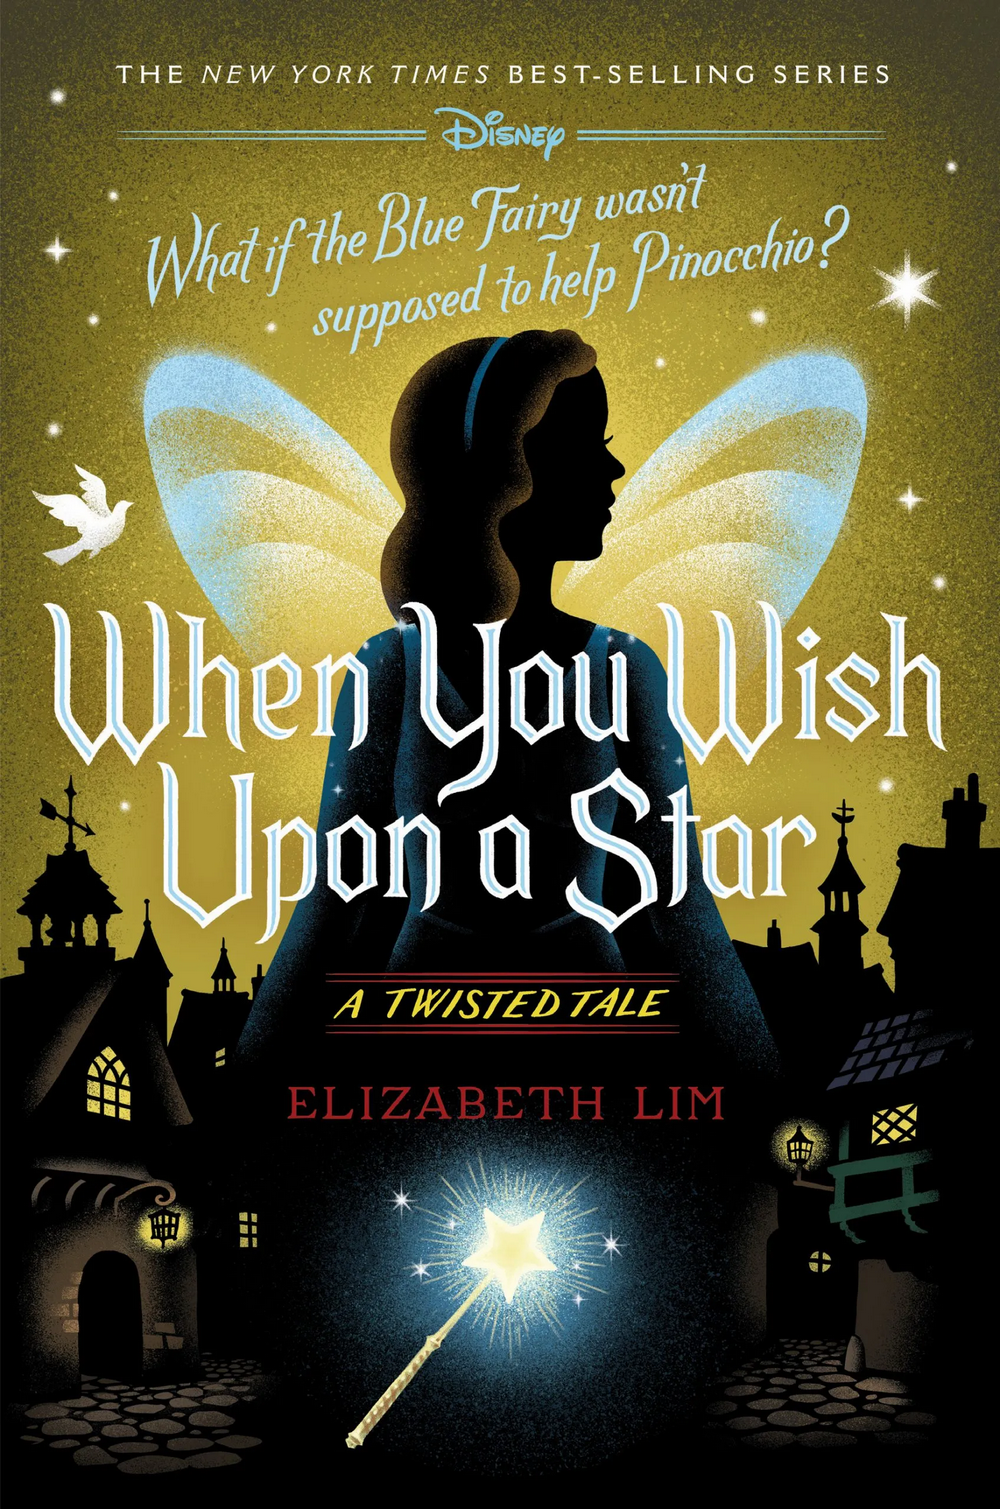 THE NEW YORK TIMES BEST-SELLING SERIES
Disney
What if the Blue Fairy wasn't
supposed to help Pinocchio?
When You Wish
Upon a Star
A TWISTED TALE
ELIZABETH LIM